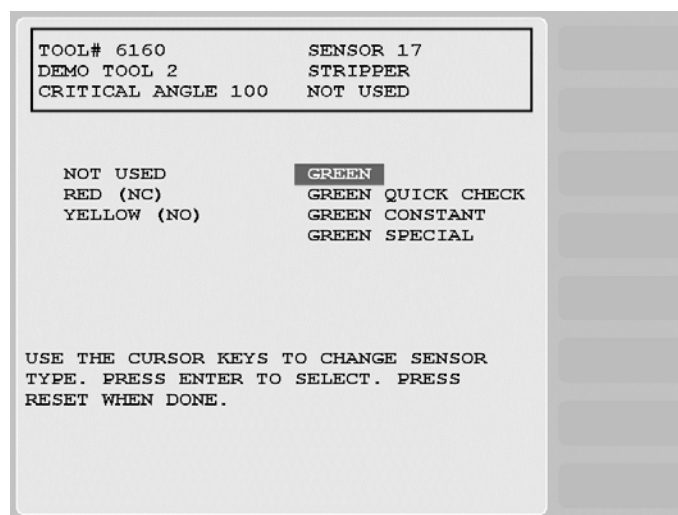 TOOL# 6160 SENSOR 17
DEMO TOOL 2 STRIPPER
CRITICAL ANGLE 100 NOT USED
NOT USED GREEN
RED (NC) GREEN QUICK CHECK
YELLOW (NO) GREEN CONSTANT
GREEN SPECIAL
USE THE CURSOR KEYS TO CHANGE SENSOR
TYPE. PRESS ENTER TO SELECT. PRESS
RESET WHEN DONE.